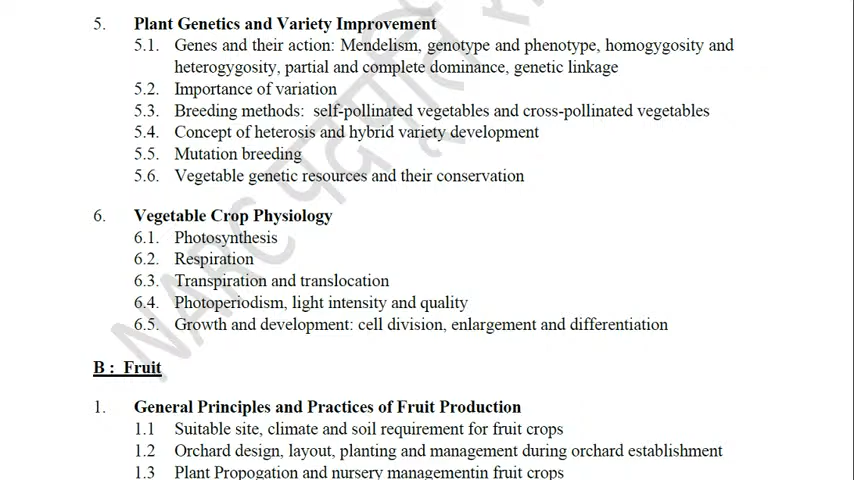 5. Plant Genetics and Variety Improvement
5.1. Genes and their action: Mendelism, genotype and phenotype, homogygosity and
heterogygosity, partial and complete dominance, genetic linkage
5.2. Importance of variation
5.3. Breeding methods: self-pollinated vegetables and cross-pollinated vegetables
5.4. Concept of heterosis and hybrid variety development
5.5. Mutation breeding
5.6. Vegetable genetic resources and their conservation
6. Vegetable Crop Physiology
6.1. Photosynthesis
6.2. Respiration
6.3. Transpiration and translocation
6.4. Photoperiodism, light intensity and quality
6.5. Growth and development: cell division, enlargement and differentiation
B : Fruit
1. General Principles and Practices of Fruit Production
1.1 Suitable site, climate and soil requirement for fruit crops
1.2 Orchard design, layout, planting and management during orchard establishment
1.3 Plant Propogation and nursery managementin fruit crops
NARC पदपूर्ति